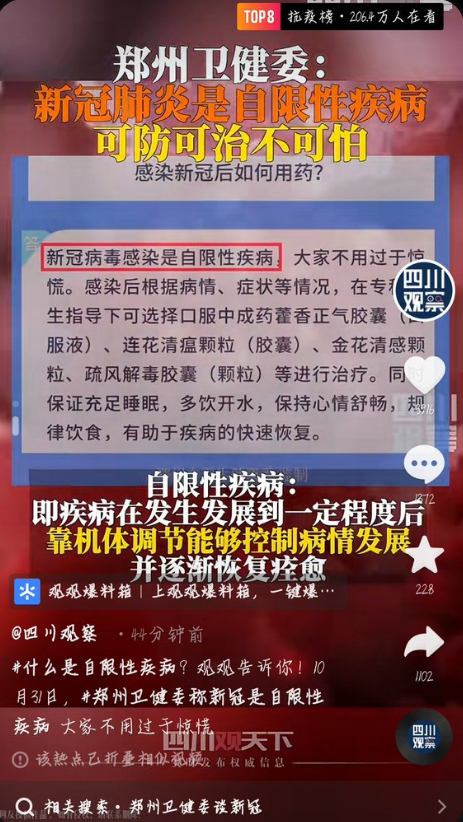 TOP8 抗疫榜·206.4万人在看
郑州卫健委：
新冠肺炎是自限性疾病
可防可治不可怕
感染新冠后如何用药？
答
新冠病毒感染是自限性疾病，大家不用过于惊
慌。感染后根据病情、症状等情况，在专科
生指导下可选择口服中成药藿香正气胶囊（
服液）、连花清瘟颗粒（胶囊）、金花清感颗
粒、疏风解毒胶囊（颗粒）等进行治疗。同时
保证充足睡眠，多饮开水，保持心情舒畅，规
律饮食，有助于疾病的快速恢复。
四川
观察
1372
自限性疾病：
即疾病在发生发展到一定程度后
靠机体调节能够控制病情发展
并逐渐恢复痊愈
228
观观爆料箱 | 上观观爆料箱，一键爆…
@四川观察 · 44分钟前
1102
#什么是自限性疾病？观观告诉你！10
月31日，#郑州卫健委称新冠是自限性
疾病 大家不用过于惊慌
四川观天下
发布权威信息
四川
观察
该热点已折叠相似视频
相关搜索·郑州卫健委谈新冠